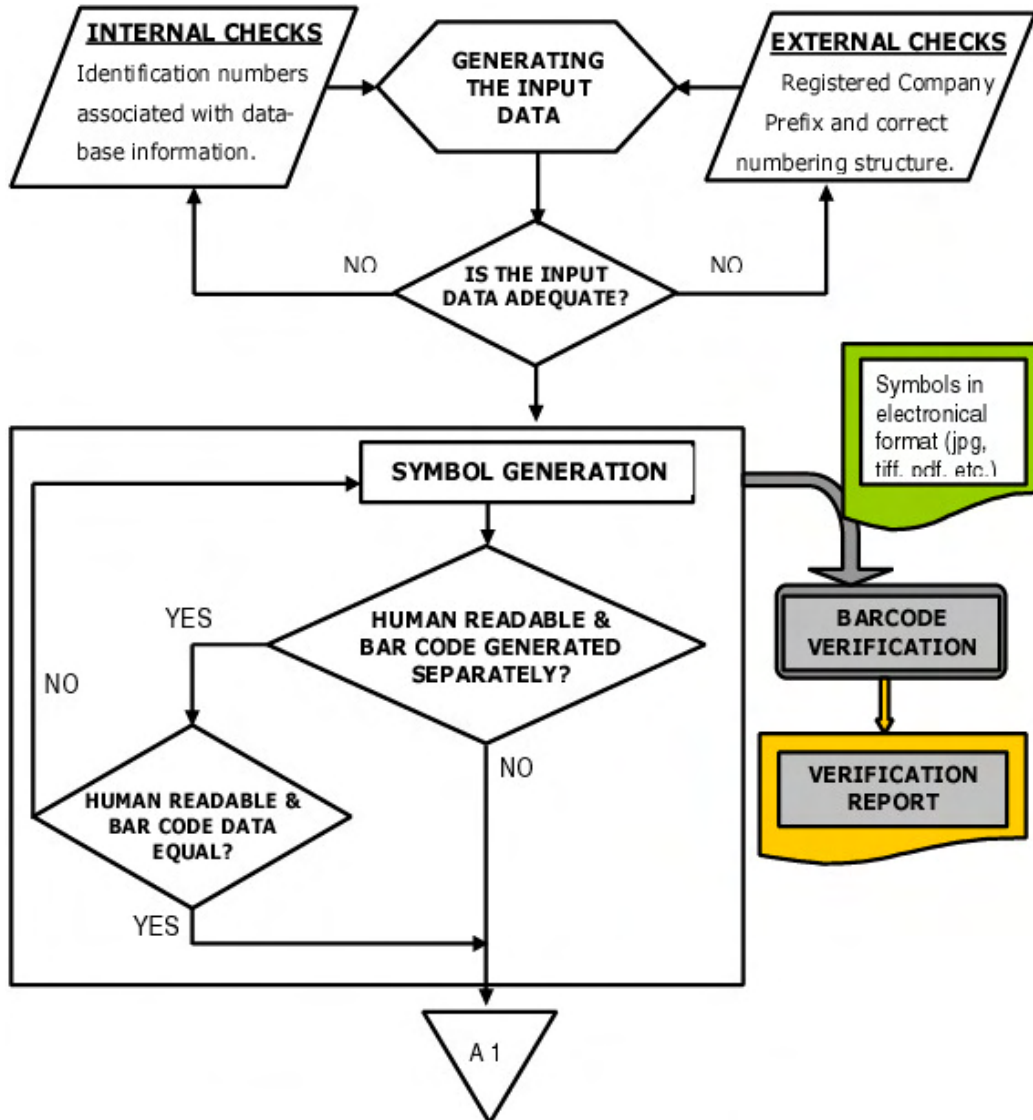 INTERNAL CHECKS
Identification numbers
associated with data-
base information.
GENERATING
THE INPUT
DATA
EXTERNAL CHECKS
Registered Company
Prefix and correct
numbering structure.
NO
IS THE INPUT
DATA ADEQUATE?
NO
Symbols in
electronical
format (jpg,
tiff, pdf, etc.)
SYMBOL GENERATION
YES
HUMAN READABLE &
BAR CODE GENERATED
SEPARATELY?
BARCODE
VERIFICATION
NO
NO
VERIFICATION
REPORT
HUMAN READABLE &
BAR CODE DATA
EQUAL?
YES
A 1